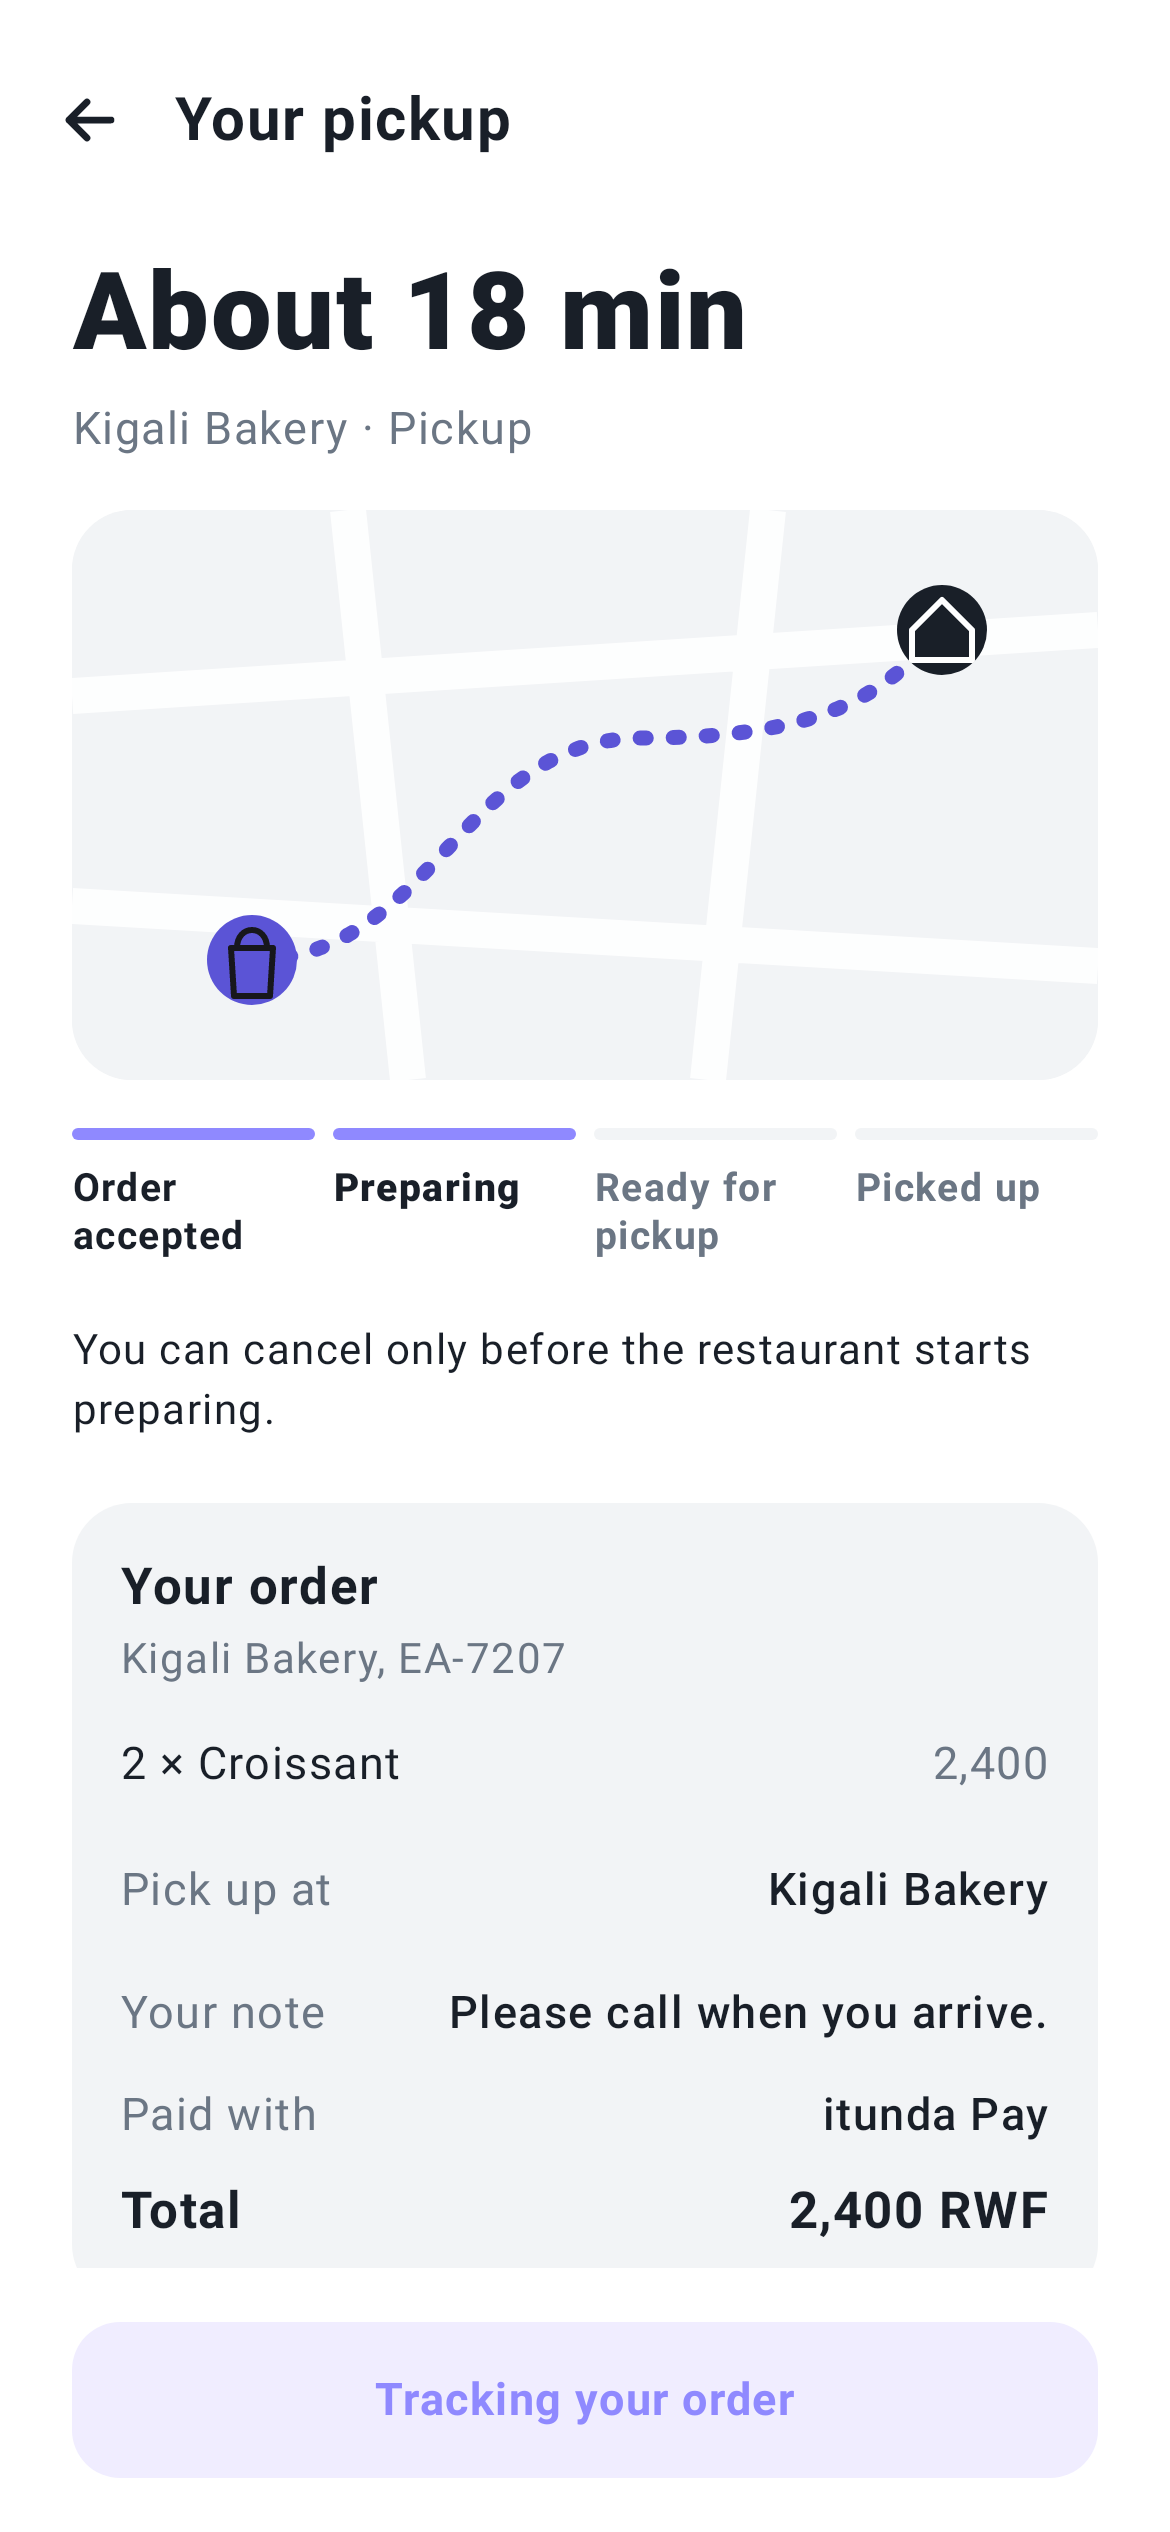 Your pickup
About 18 min
Kigali Bakery · Pickup
Order accepted
Preparing
Ready for pickup
Picked up
You can cancel only before the restaurant starts
preparing.
Your order
Kigali Bakery, EA-7207
2 × Croissant 2,400
Pick up at Kigali Bakery
Your note Please call when you arrive.
Paid with itunda Pay
Total 2,400 RWF
Tracking your order